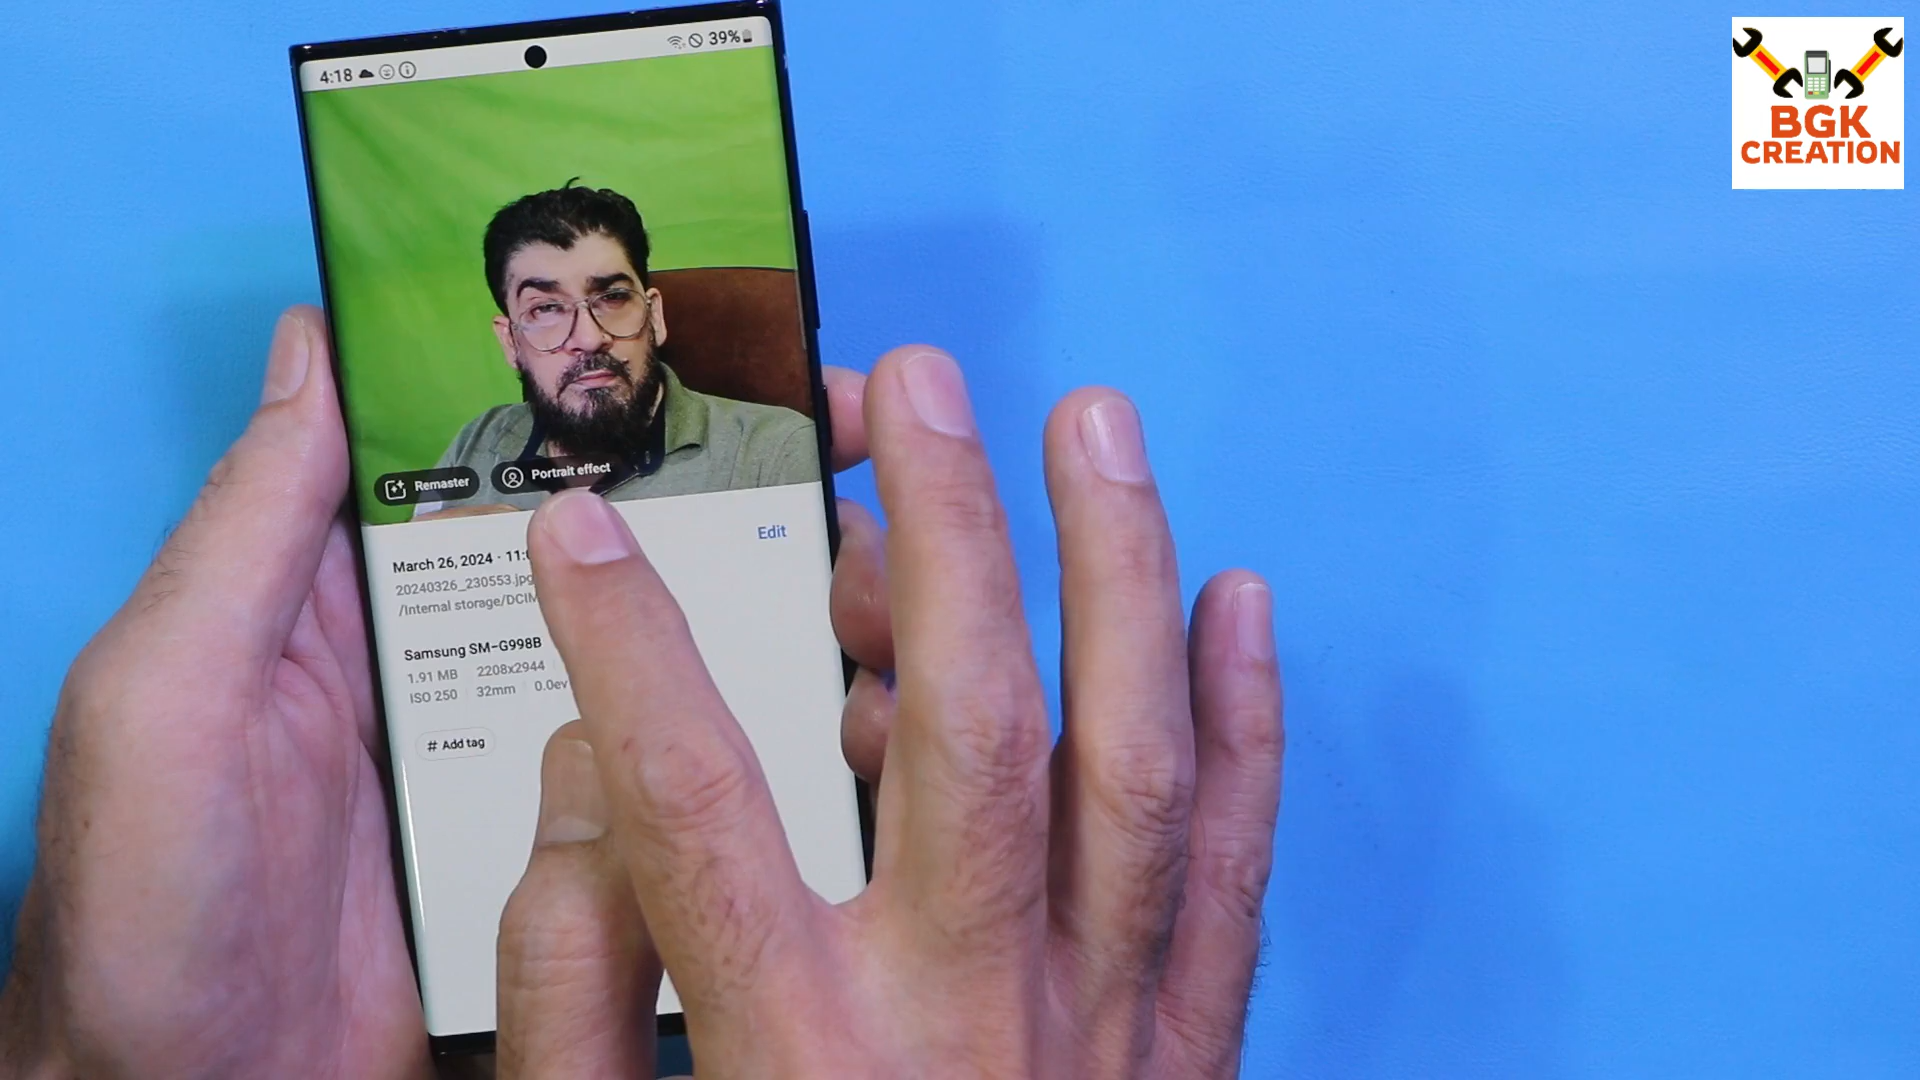 4:18
39%
BGK
CREATION
Remaster
Portrait effect
Edit
March 26, 2024 · 11:
20240326_230553.jpg
/Internal storage/DCIM
Samsung SM-G998B
1.91 MB 2208x2944
ISO 250 32mm 0.0ev
# Add tag